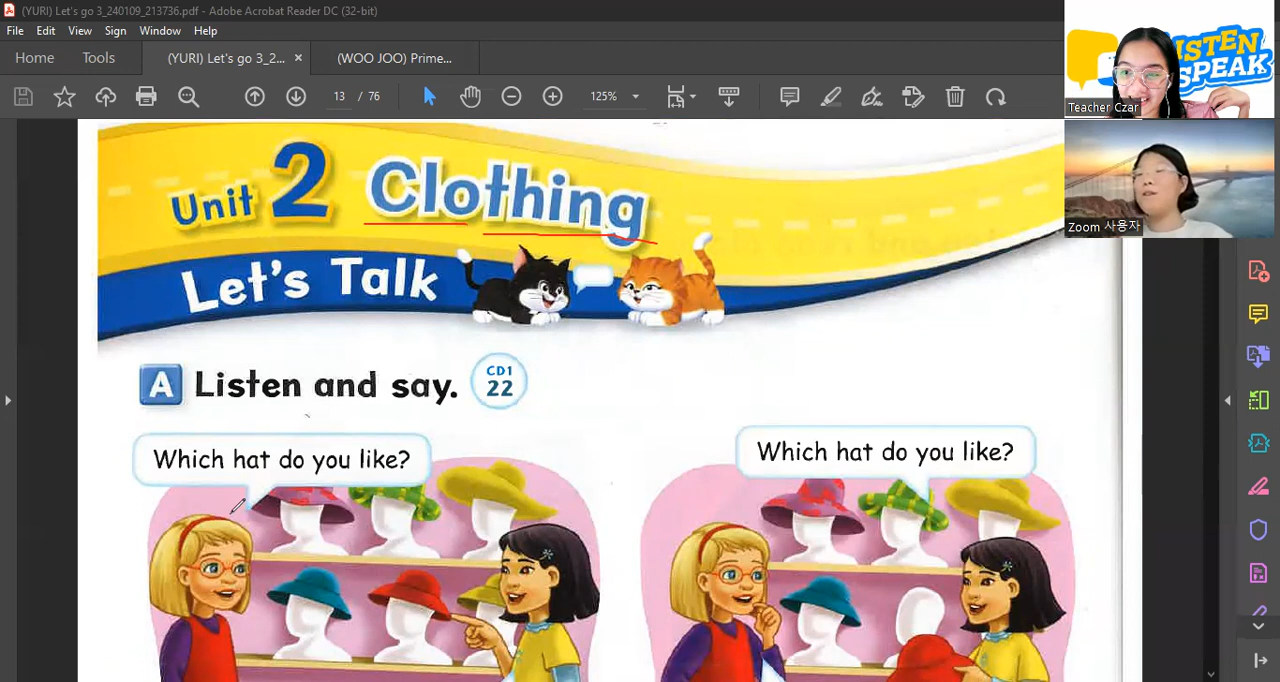 (YURI) Let's go 3_240109_213736.pdf - Adobe Acrobat Reader DC (32-bit)
File Edit View Sign Window Help
Home Tools (YURI) Let's go 3_2... × (WOO JOO) Prime...
13 / 76 125%
LISTEN
SPEAK
Teacher Czar
Zoom 사용자
Unit 2 Clothing
Let's Talk
A Listen and say. CD1 22
Which hat do you like?
Which hat do you like?